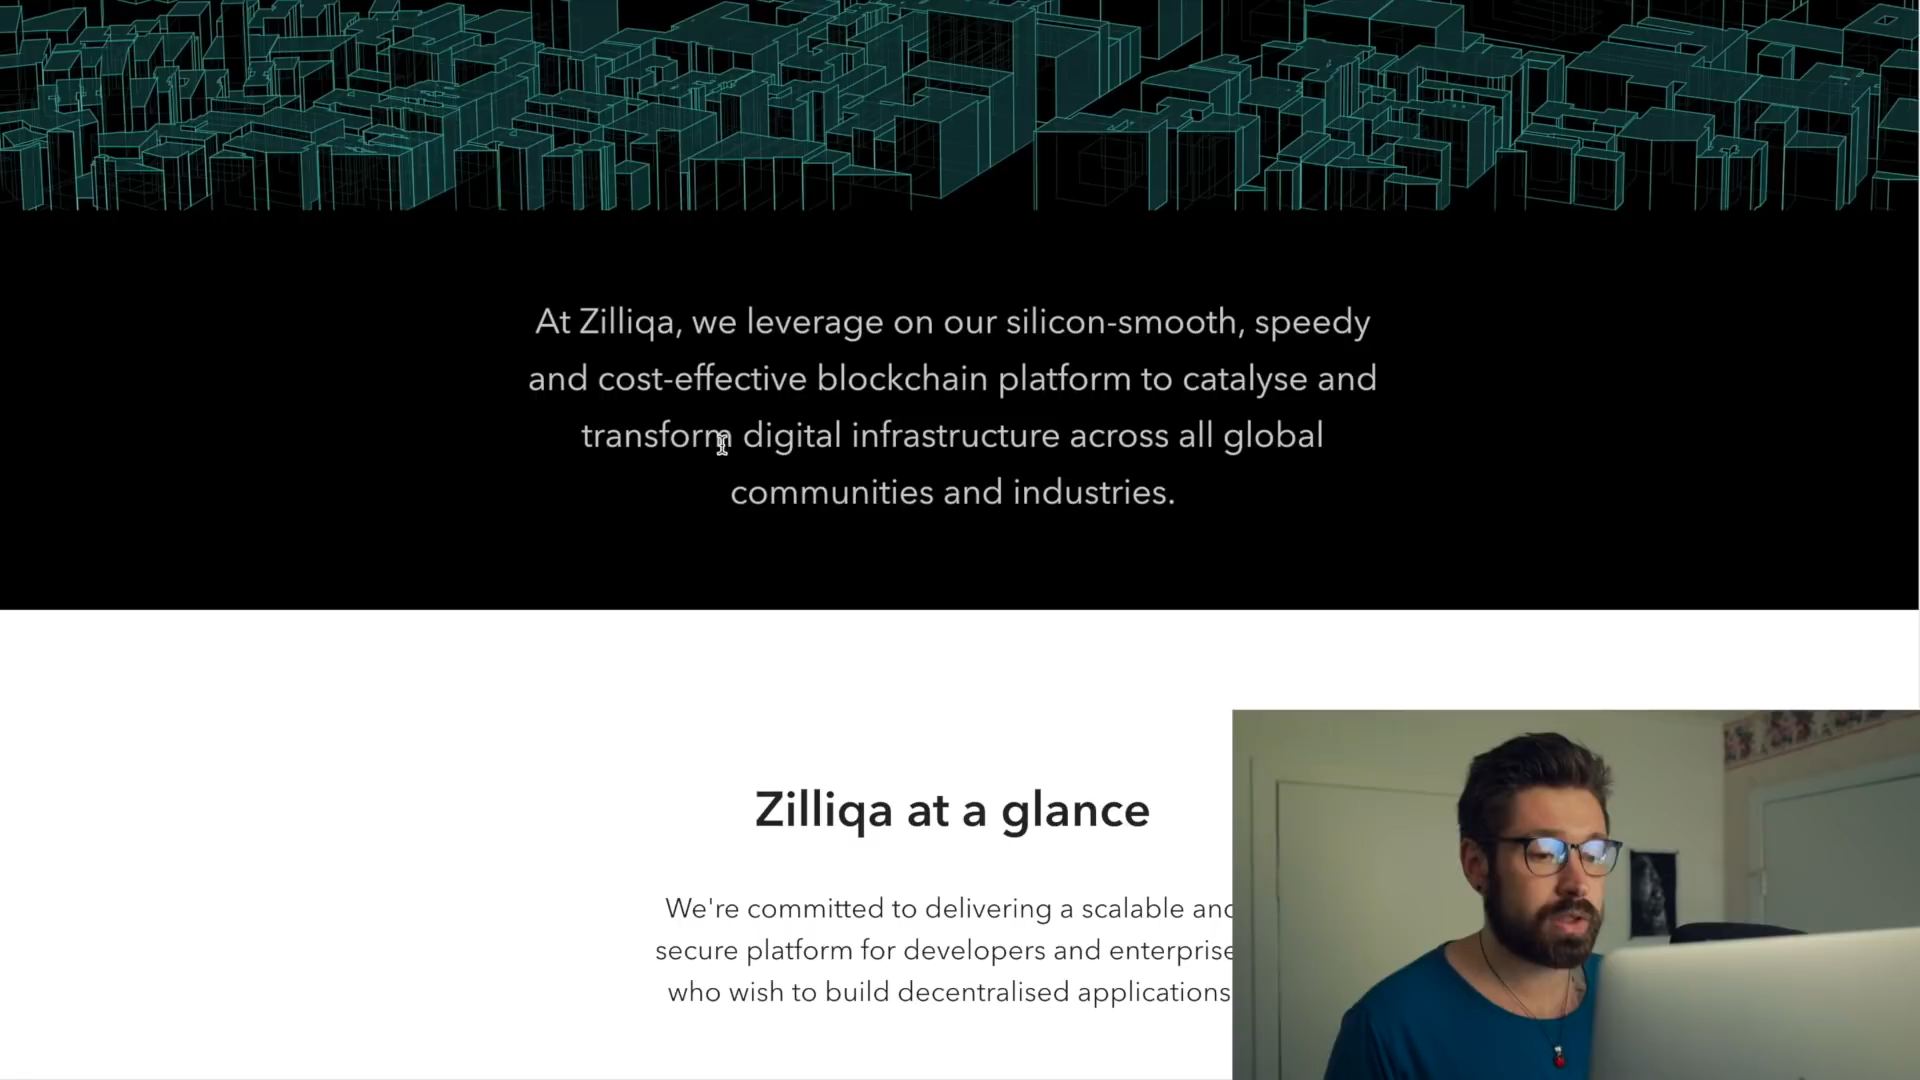 At Zilliqa, we leverage on our silicon-smooth, speedy
and cost-effective blockchain platform to catalyse and
transform digital infrastructure across all global
communities and industries.
Zilliqa at a glance
We're committed to delivering a scalable and
secure platform for developers and enterprise
who wish to build decentralised applications